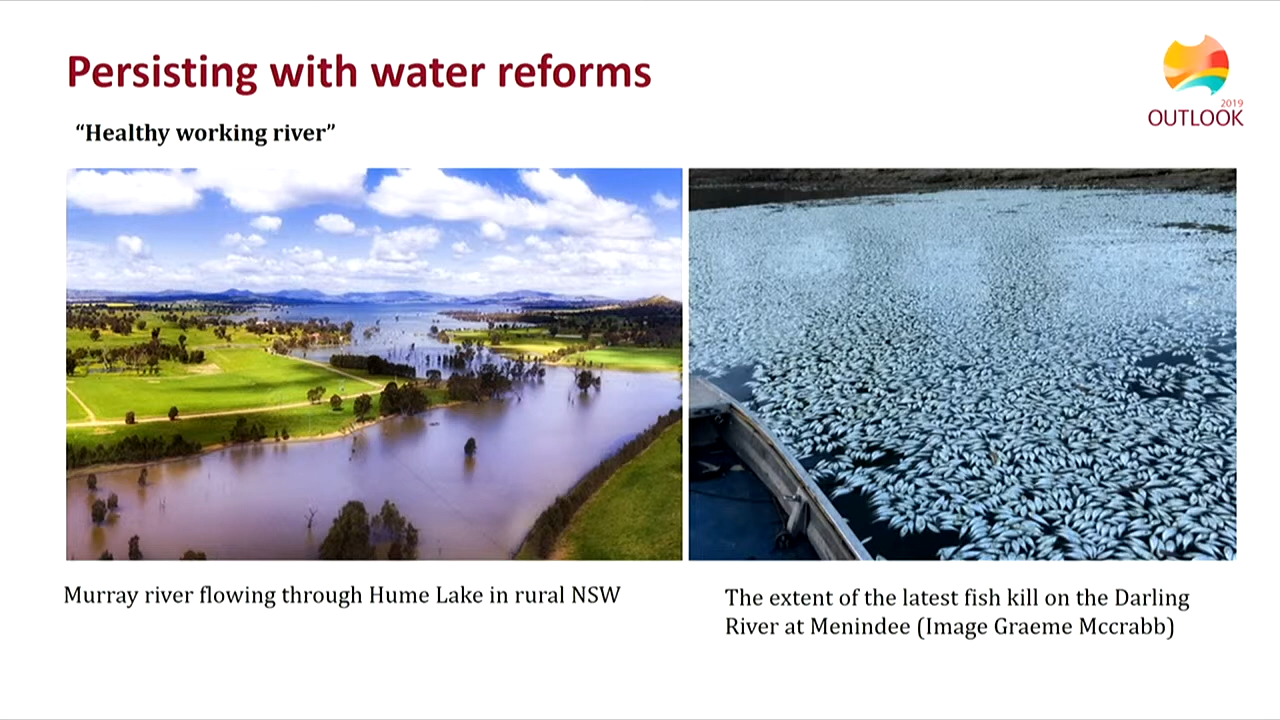 Persisting with water reforms
2019
OUTLOOK
“Healthy working river”
Murray river flowing through Hume Lake in rural NSW
The extent of the latest fish kill on the Darling
River at Menindee (Image Graeme Mccrabb)